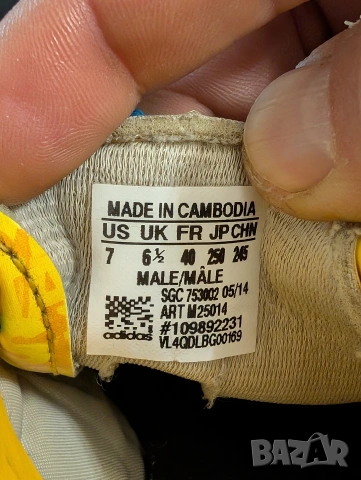 MADE IN CAMBODIA
US UK FR JP CHN
7 6½ 40 250 245
MALE/MÂLE
SGC 753002 05/14
ART M25014
#109892231
VL4QDLBG00169
adidas
BAZAR